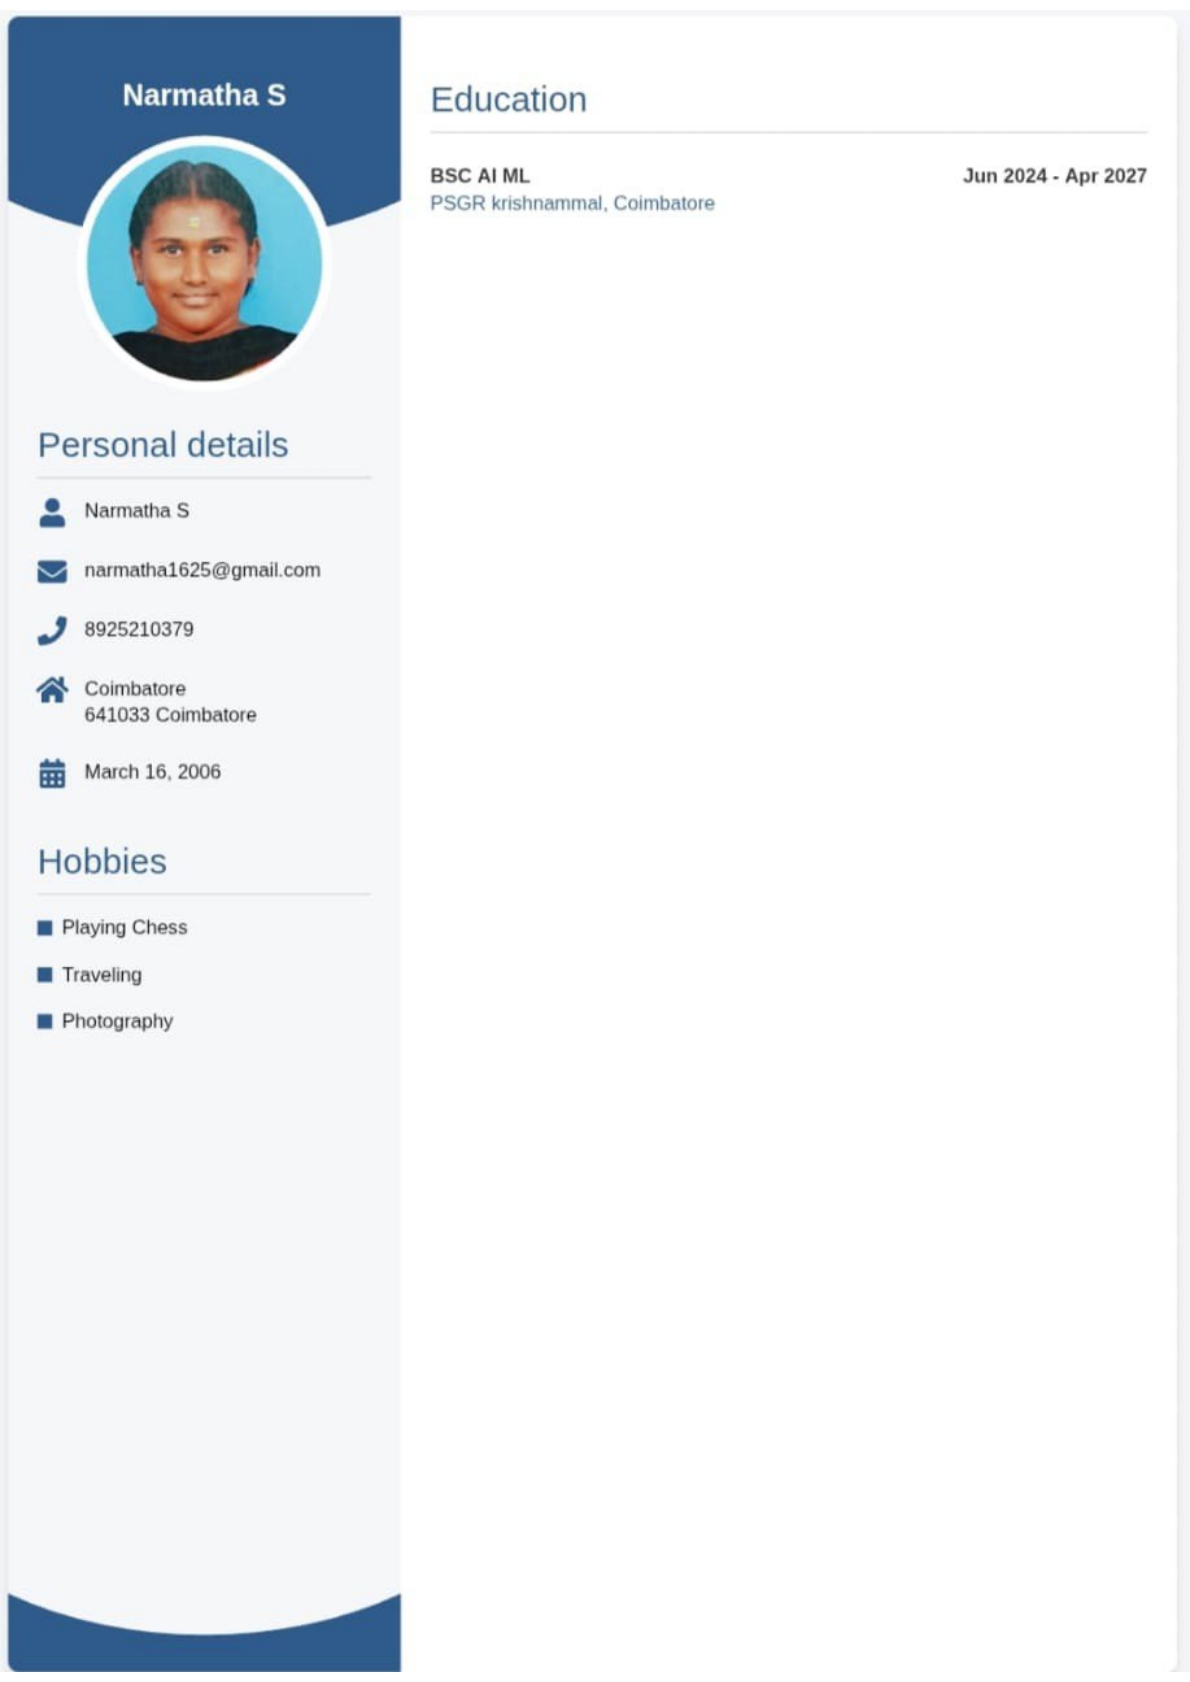 Narmatha S
Personal details
Narmatha S
narmatha1625@gmail.com
8925210379
Coimbatore
641033 Coimbatore
March 16, 2006
Hobbies
Playing Chess
Traveling
Photography
Education
BSC AI ML Jun 2024 - Apr 2027
PSGR krishnammal, Coimbatore